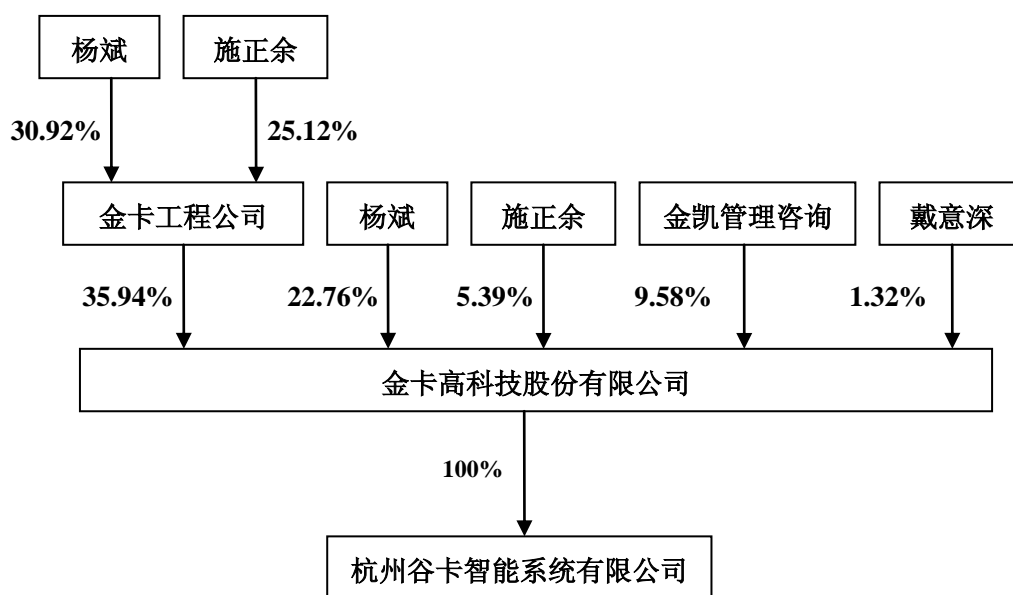 杨斌
施正余
30.92%
25.12%
金卡工程公司
杨斌
施正余
金凯管理咨询
戴意深
35.94%
22.76%
5.39%
9.58%
1.32%
金卡高科技股份有限公司
100%
杭州谷卡智能系统有限公司